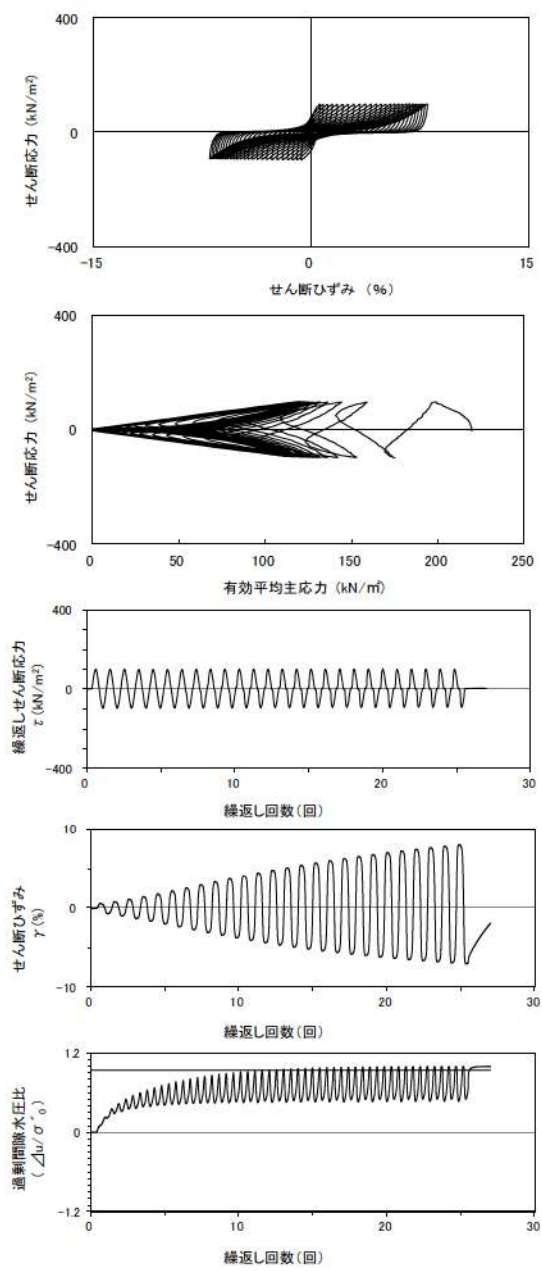 400
せん断応力 (kN/m²)
0
-400
-15
0
15
せん断ひずみ (%)
400
せん断応力 (kN/m²)
0
-400
0
50
100
150
200
250
有効平均主応力 (kN/㎡)
400
繰返しせん断応力
τ (kN/m²)
0
-400
0
10
20
30
繰返し回数(回)
10
せん断ひずみ
γ(%)
0
-10
0
10
20
30
繰返し回数(回)
1.2
過剰間隙水圧比
(⊿u/σ'₀)
0
-1.2
0
10
20
30
繰返し回数(回)